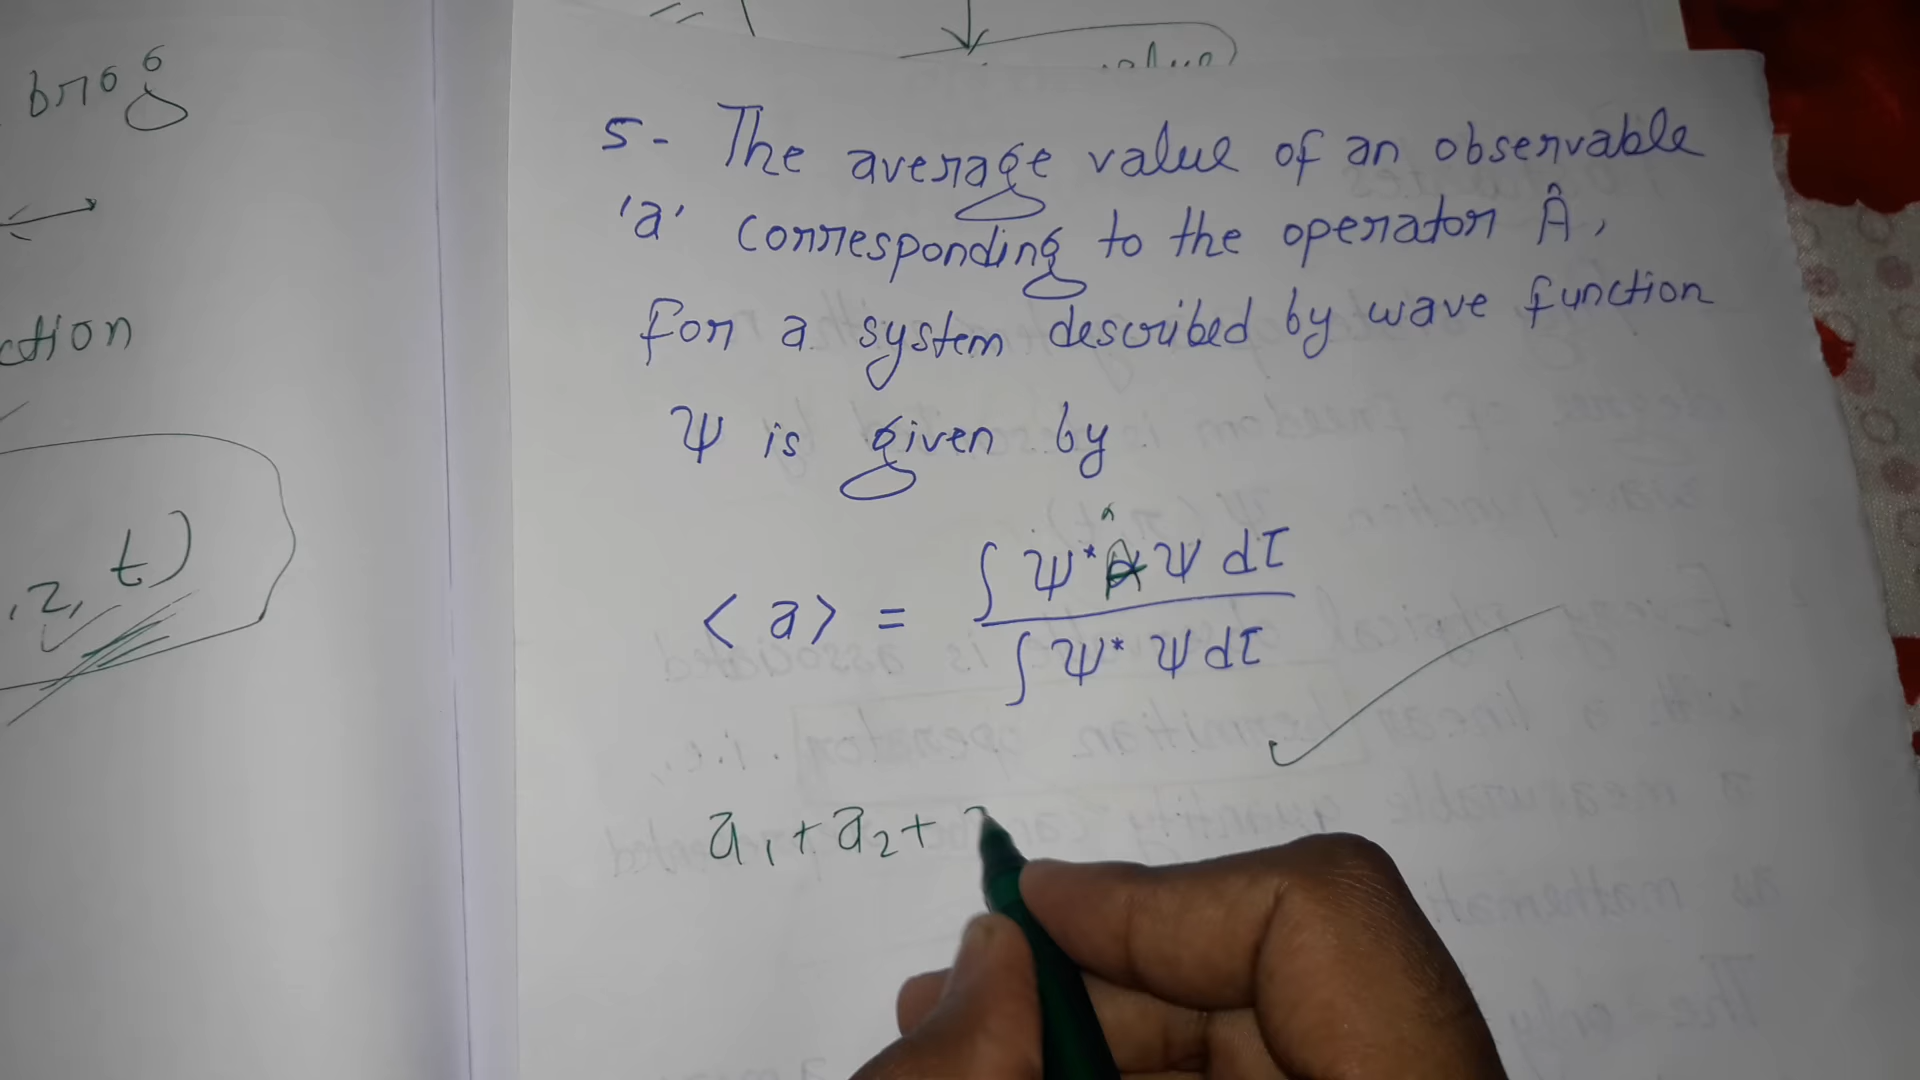 5- The average value of an observable
'a' corresponding to the operator Â,
for a system described by wave function
Ψ is given by
<a> = ∫ Ψ* Â Ψ dτ
∫ Ψ* Ψ dτ
a₁ + a₂ +
ction
, z, t)